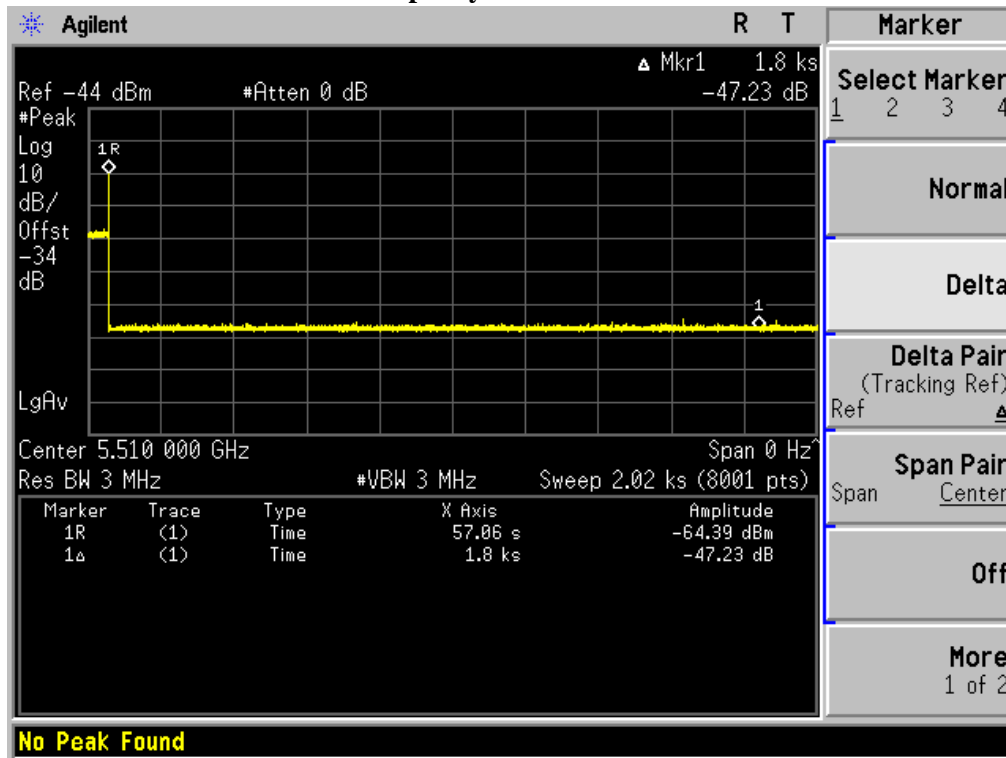 Agilent R T
Marker
▵ Mkr1 1.8 ks
Ref -44 dBm #Atten 0 dB -47.23 dB
#Peak
Log
10
dB/
Offst
-34
dB
1R
1
LgAv
Center 5.510 000 GHz Span 0 Hz^
Res BW 3 MHz #VBW 3 MHz Sweep 2.02 ks (8001 pts)
Marker Trace Type X Axis Amplitude
1R (1) Time 57.06 s -64.39 dBm
1▵ (1) Time 1.8 ks -47.23 dB
No Peak Found
Select Marker
1 2 3 4
Normal
Delta
Delta Pair
(Tracking Ref)
Ref ▵
Span Pair
Span Center
Off
More
1 of 2